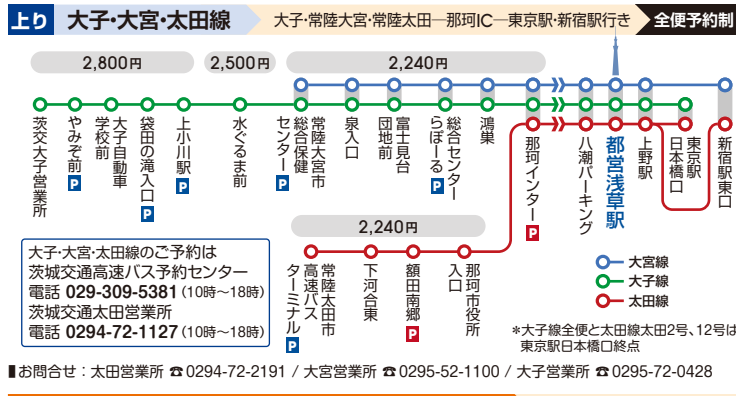 上り 大子・大宮・太田線 大子・常陸大宮・常陸太田―那珂IC―東京駅・新宿駅行き 全便予約制
2,800円 2,500円 2,240円
茨交大子営業所
やみぞ前 P
大子自動車
学校前
袋田の滝入口 P
上小川駅 P
水ぐるま前
常陸大宮市
総合保健
センター P
泉入口
富士見台
団地前
総合センター
らぽーる P
鴻巣
那珂インター P
八潮パーキング
都営浅草駅
上野駅
東京駅
日本橋口
新宿駅東口
2,240円
常陸太田市
高速バス
ターミナル P
下河合東
額田南郷 P
那珂市役所
入口
大子・大宮・太田線のご予約は
茨城交通高速バス予約センター
電話 029-309-5381(10時～18時)
茨城交通太田営業所
電話 0294-72-1127(10時～18時)
大宮線
大子線
太田線
*大子線全便と太田線太田2号、12号は
東京駅日本橋口終点
■お問合せ：太田営業所 ☎0294-72-2191 / 大宮営業所 ☎0295-52-1100 / 大子営業所 ☎0295-72-0428